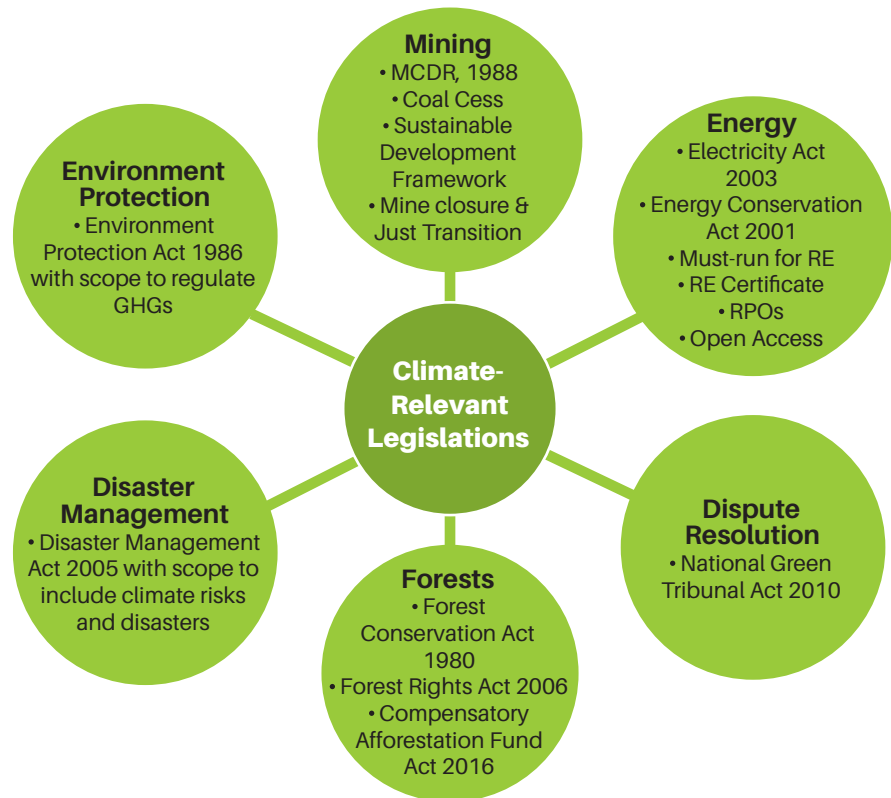 Mining
• MCDR, 1988
• Coal Cess
• Sustainable
Development
Framework
• Mine closure &
Just Transition
Energy
• Electricity Act
2003
• Energy Conservation
Act 2001
• Must-run for RE
• RE Certificate
• RPOs
• Open Access
Environment
Protection
• Environment
Protection Act 1986
with scope to regulate
GHGs
Climate-
Relevant
Legislations
Disaster
Management
• Disaster Management
Act 2005 with scope to
include climate risks
and disasters
Forests
• Forest
Conservation Act
1980
• Forest Rights Act 2006
• Compensatory
Afforestation Fund
Act 2016
Dispute
Resolution
• National Green
Tribunal Act 2010